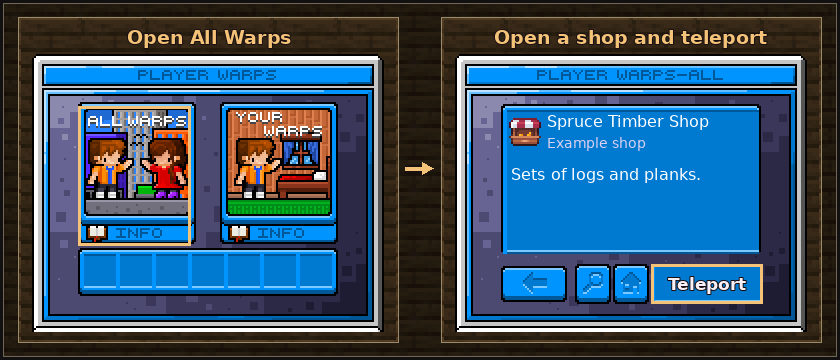 Open All Warps
PLAYER WARPS
ALL WARPS
YOUR
WARPS
INFO
INFO
Open a shop and teleport
PLAYER WARPS-ALL
Spruce Timber Shop
Example shop
Sets of logs and planks.
Teleport